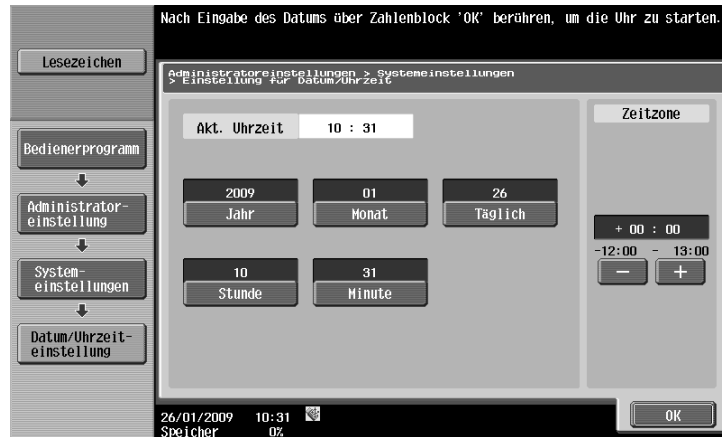 Nach Eingabe des Datums über Zahlenblock 'OK' berühren, um die Uhr zu starten.
Lesezeichen
Administratoreinstellungen > Systemeinstellungen
> Einstellung für Datum/Uhrzeit
Bedienerprogramm
Administrator-
einstellung
System-
einstellungen
Datum/Uhrzeit-
einstellung
Akt. Uhrzeit 10 : 31
2009 01 26
Jahr Monat Täglich
10 31
Stunde Minute
Zeitzone
+ 00 : 00
-12:00 - 13:00
− +
26/01/2009 10:31
Speicher 0%
OK